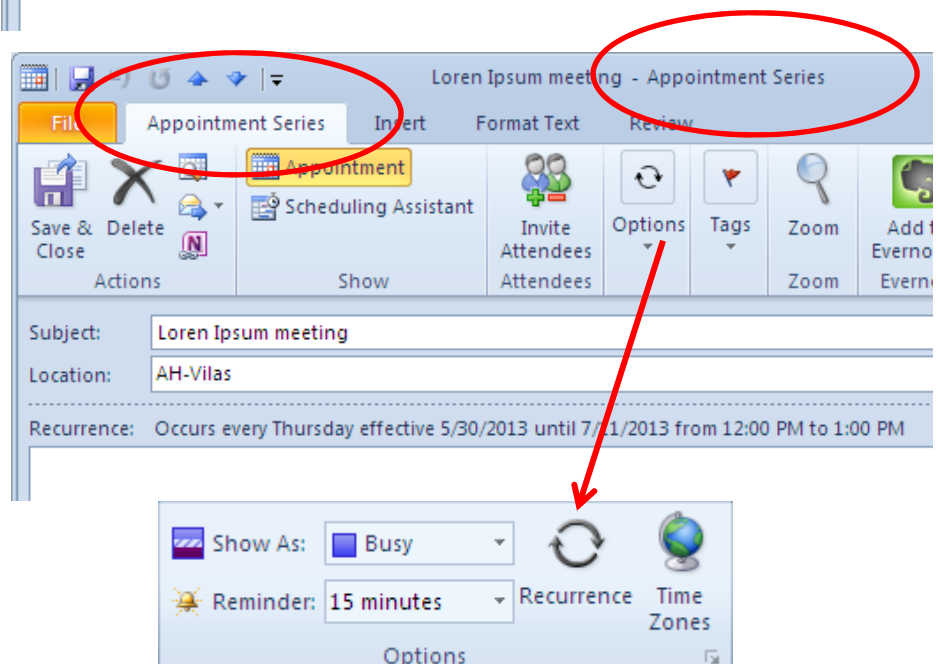 Loren Ipsum meeting - Appointment Series
File Appointment Series Insert Format Text Review
Save & Close
Delete
Appointment
Scheduling Assistant
Invite Attendees
Options
Tags
Zoom
Add t
Everno
Actions Show Attendees Zoom Evern
Subject: Loren Ipsum meeting
Location: AH-Vilas
Recurrence: Occurs every Thursday effective 5/30/2013 until 7/11/2013 from 12:00 PM to 1:00 PM
Show As: Busy
Reminder: 15 minutes
Recurrence
Time Zones
Options